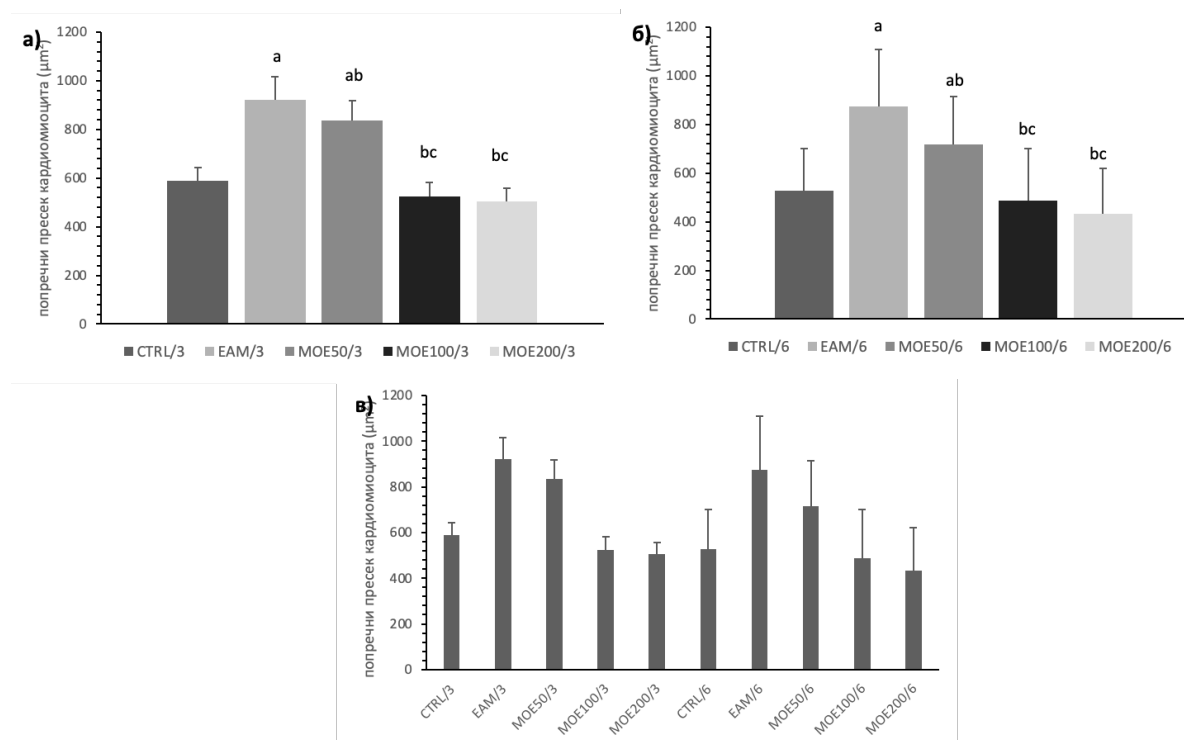 а)
попречни пресек кардиомиоцита (µm²)
1200
1000
800
600
400
200
0
a
ab
bc
bc
CTRL/3 EAM/3 MOE50/3 MOE100/3 MOE200/3
б)
попречни пресек кардиомиоцита (µm²)
1200
1000
800
600
400
200
0
a
ab
bc
bc
CTRL/6 EAM/6 MOE50/6 MOE100/6 MOE200/6
в)
попречни пресек кардиомиоцита (µm²)
1200
1000
800
600
400
200
0
CTRL/3
EAM/3
MOE50/3
MOE100/3
MOE200/3
CTRL/6
EAM/6
MOE50/6
MOE100/6
MOE200/6